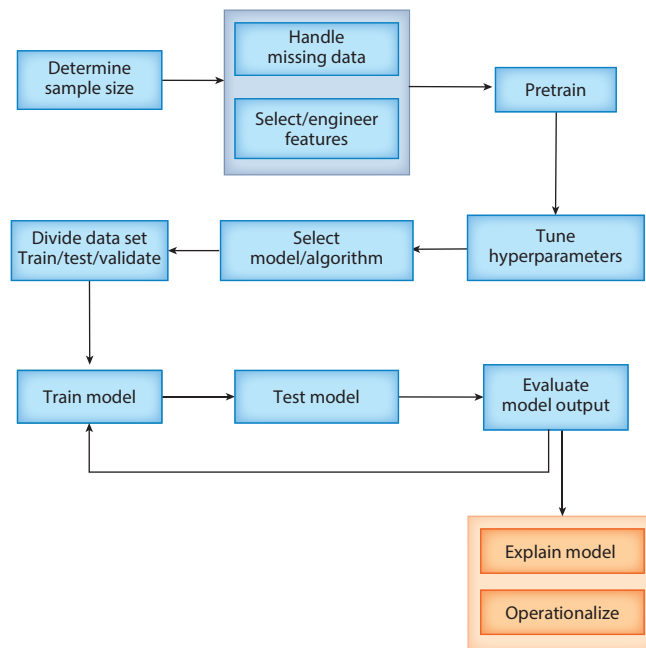 Determine
sample size
Handle
missing data
Select/engineer
features
Pretrain
Tune
hyperparameters
Select
model/algorithm
Divide data set
Train/test/validate
Train model
Test model
Evaluate
model output
Explain model
Operationalize